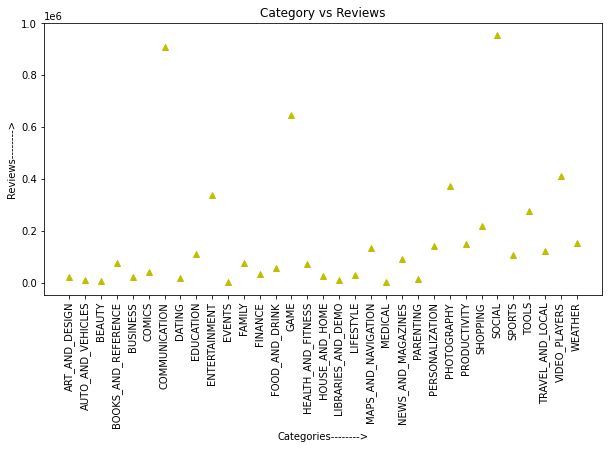 Category vs Reviews
1e6
1.0
0.8
0.6
0.4
0.2
0.0
Reviews-------->
ART_AND_DESIGN
AUTO_AND_VEHICLES
BEAUTY
BOOKS_AND_REFERENCE
BUSINESS
COMICS
COMMUNICATION
DATING
EDUCATION
ENTERTAINMENT
EVENTS
FAMILY
FINANCE
FOOD_AND_DRINK
GAME
HEALTH_AND_FITNESS
HOUSE_AND_HOME
LIBRARIES_AND_DEMO
LIFESTYLE
MAPS_AND_NAVIGATION
MEDICAL
NEWS_AND_MAGAZINES
PARENTING
PERSONALIZATION
PHOTOGRAPHY
PRODUCTIVITY
SHOPPING
SOCIAL
SPORTS
TOOLS
TRAVEL_AND_LOCAL
VIDEO_PLAYERS
WEATHER
Categories-------->